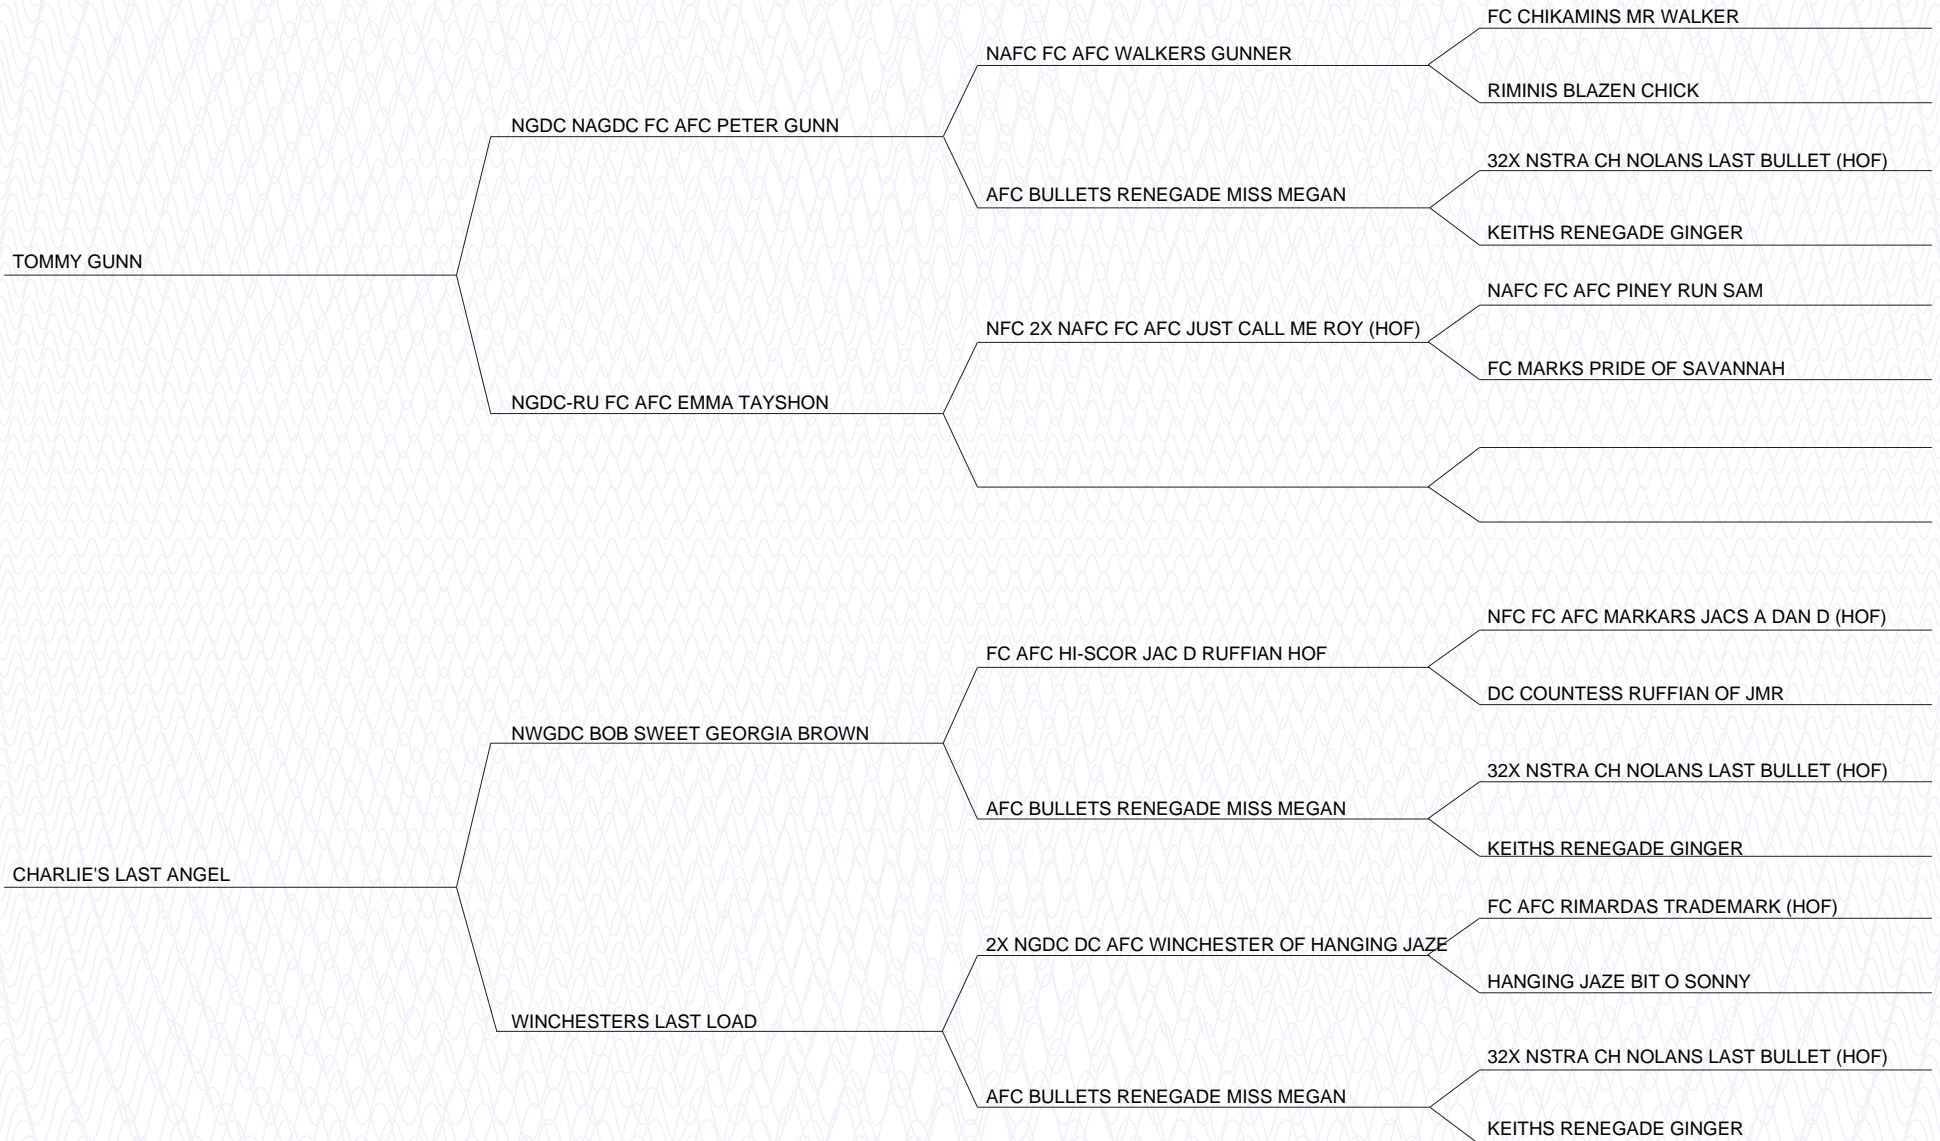 FC CHIKAMINS MR WALKER
NAFC FC AFC WALKERS GUNNER
RIMINIS BLAZEN CHICK
NGDC NAGDC FC AFC PETER GUNN
32X NSTRA CH NOLANS LAST BULLET (HOF)
AFC BULLETS RENEGADE MISS MEGAN
KEITHS RENEGADE GINGER
TOMMY GUNN
NAFC FC AFC PINEY RUN SAM
NFC 2X NAFC FC AFC JUST CALL ME ROY (HOF)
FC MARKS PRIDE OF SAVANNAH
NGDC-RU FC AFC EMMA TAYSHON
NFC FC AFC MARKARS JACS A DAN D (HOF)
FC AFC HI-SCOR JAC D RUFFIAN HOF
DC COUNTESS RUFFIAN OF JMR
NWGDC BOB SWEET GEORGIA BROWN
32X NSTRA CH NOLANS LAST BULLET (HOF)
AFC BULLETS RENEGADE MISS MEGAN
KEITHS RENEGADE GINGER
CHARLIE'S LAST ANGEL
FC AFC RIMARDAS TRADEMARK (HOF)
2X NGDC DC AFC WINCHESTER OF HANGING JAZE
HANGING JAZE BIT O SONNY
WINCHESTERS LAST LOAD
32X NSTRA CH NOLANS LAST BULLET (HOF)
AFC BULLETS RENEGADE MISS MEGAN
KEITHS RENEGADE GINGER